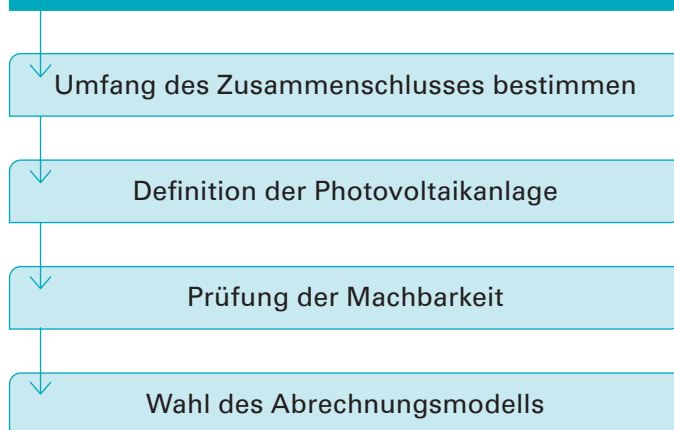 Umfang des Zusammenschlusses bestimmen
Definition der Photovoltaikanlage
Prüfung der Machbarkeit
Wahl des Abrechnungsmodells